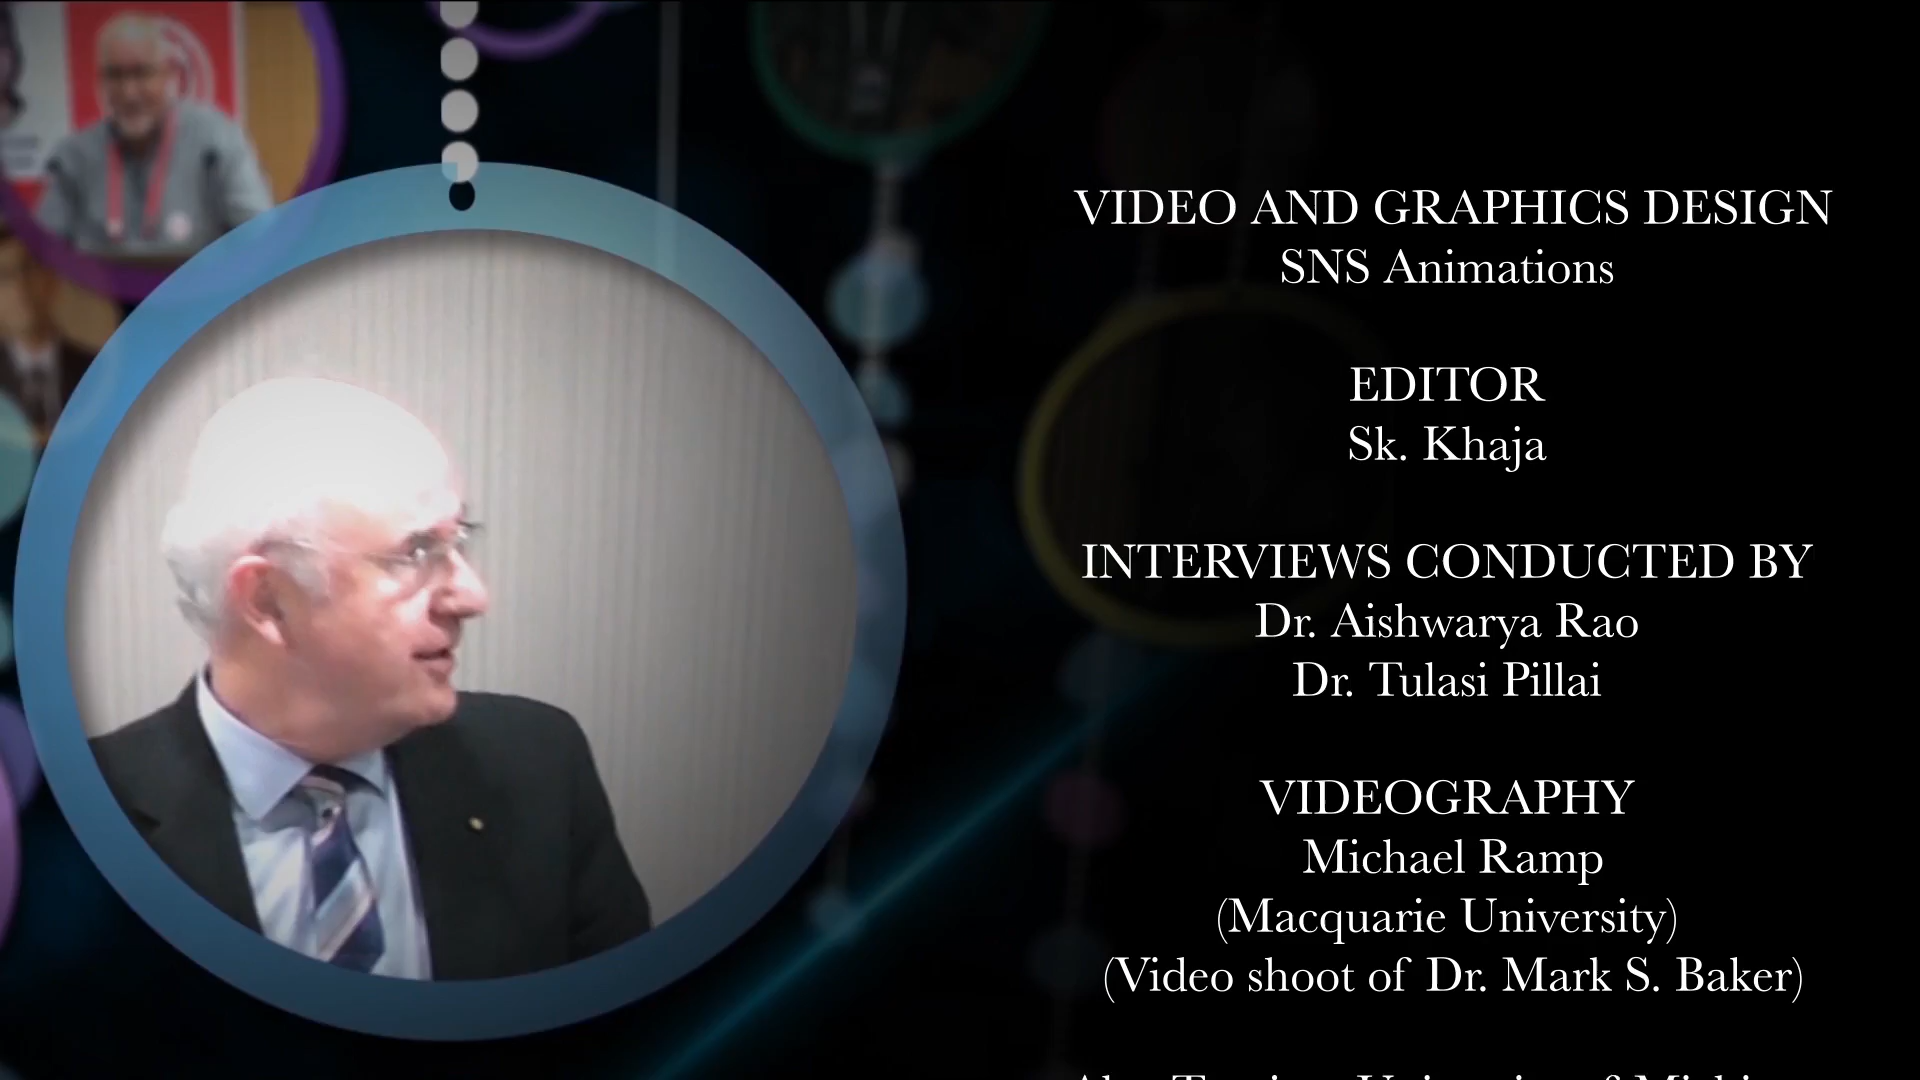 VIDEO AND GRAPHICS DESIGN
SNS Animations
EDITOR
Sk. Khaja
INTERVIEWS CONDUCTED BY
Dr. Aishwarya Rao
Dr. Tulasi Pillai
VIDEOGRAPHY
Michael Ramp
(Macquarie University)
(Video shoot of Dr. Mark S. Baker)